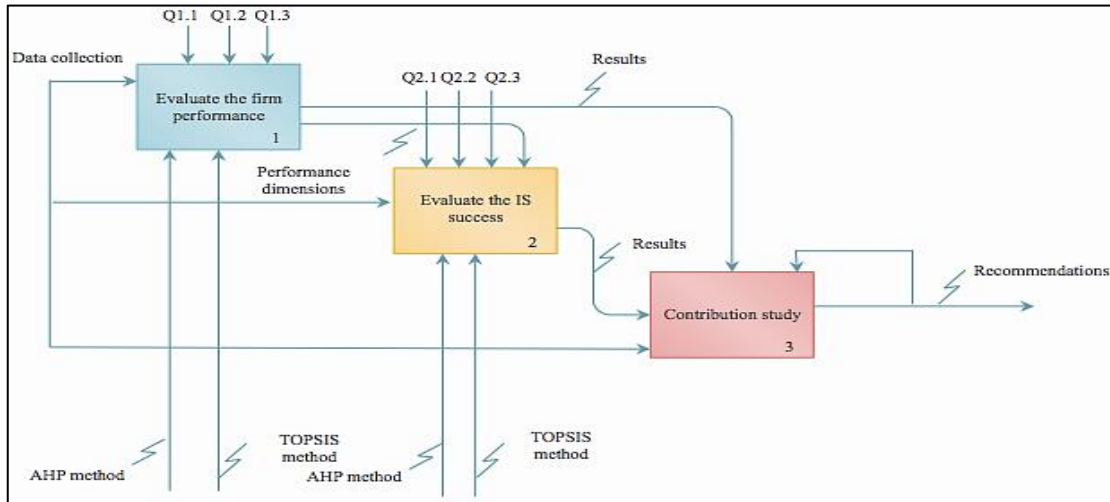 Q1.1 Q1.2 Q1.3
Data collection
Evaluate the firm
performance
1
Results
Q2.1 Q2.2 Q2.3
Performance
dimensions
Evaluate the IS
success
2
Results
Contribution study
3
Recommendations
AHP method
TOPSIS
method
AHP method
TOPSIS
method